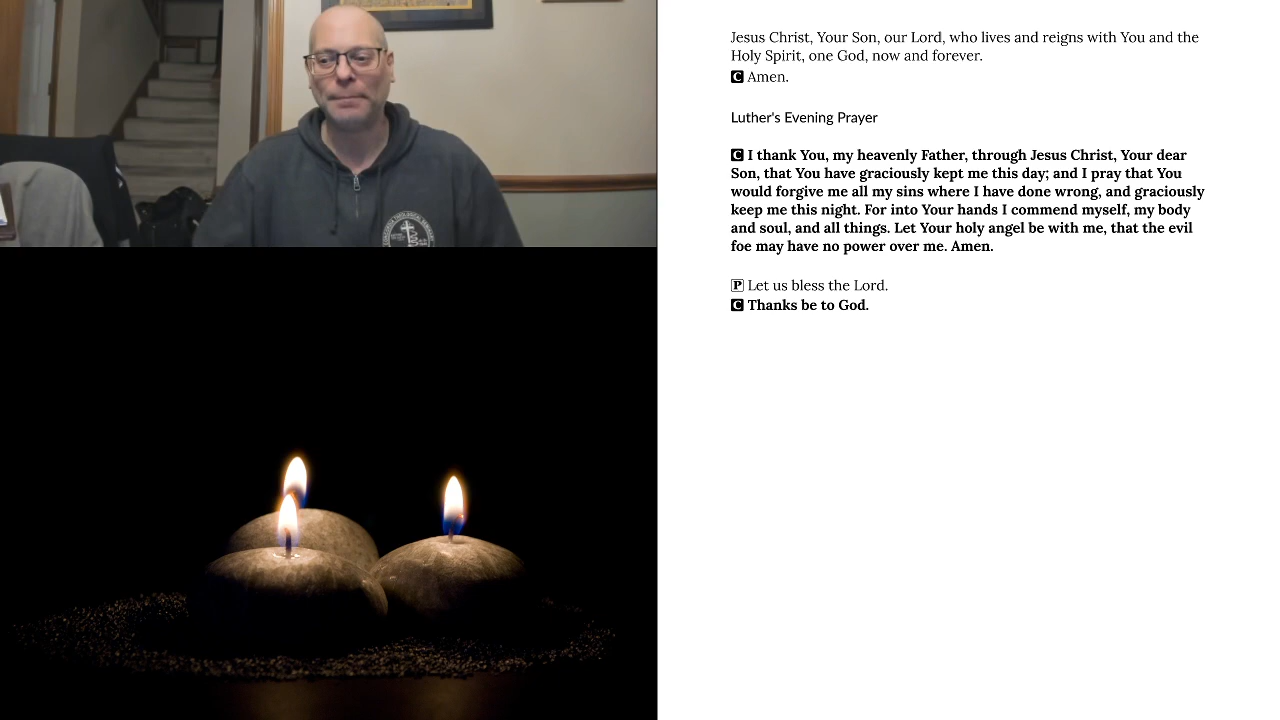 Jesus Christ, Your Son, our Lord, who lives and reigns with You and the
Holy Spirit, one God, now and forever.
C Amen.
Luther's Evening Prayer
C I thank You, my heavenly Father, through Jesus Christ, Your dear
Son, that You have graciously kept me this day; and I pray that You
would forgive me all my sins where I have done wrong, and graciously
keep me this night. For into Your hands I commend myself, my body
and soul, and all things. Let Your holy angel be with me, that the evil
foe may have no power over me. Amen.
P Let us bless the Lord.
C Thanks be to God.